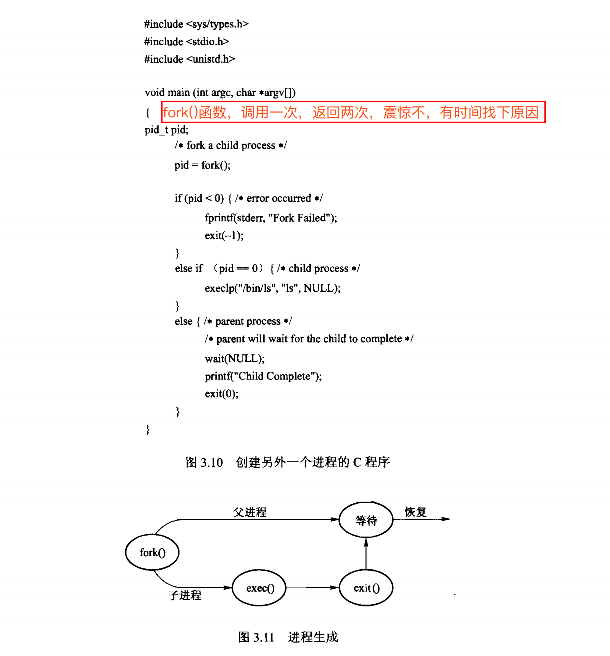 #include <sys/types.h>
#include <stdio.h>
#include <unistd.h>
void main (int argc, char *argv[])
{ fork()函数，调用一次，返回两次，震惊不，有时间找下原因
pid_t pid;
/* fork a child process */
pid = fork();
if (pid < 0) { /* error occurred */
fprintf(stderr, "Fork Failed");
exit(-1);
}
else if （pid == 0）{ /* child process */
execlp("/bin/ls", "ls", NULL);
}
else { /* parent process */
/* parent will wait for the child to complete */
wait(NULL);
printf("Child Complete");
exit(0);
}
}
图 3.10 创建另外一个进程的 C 程序
父进程
等待
恢复
fork()
子进程
exec()
exit()
图 3.11 进程生成